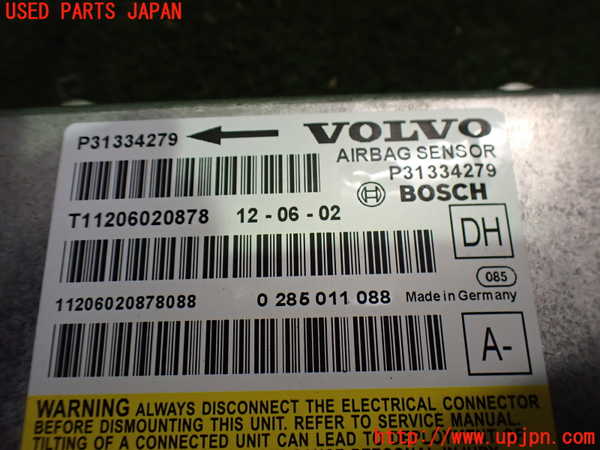 USED PARTS JAPAN
P31334279
VOLVO
AIRBAG SENSOR
P31334279
BOSCH
T11206020878 12-06-02
DH
085
11206020878088 0 285 011 088 Made in Germany
A-
WARNING ALWAYS DISCONNECT THE ELECTRICAL CONNECTOR
BEFORE DISMOUNTING THIS UNIT. REFER TO SERVICE MANUAL.
TILTING OF A CONNECTED UNIT CAN LEAD TO
http://www.upjpn.com/